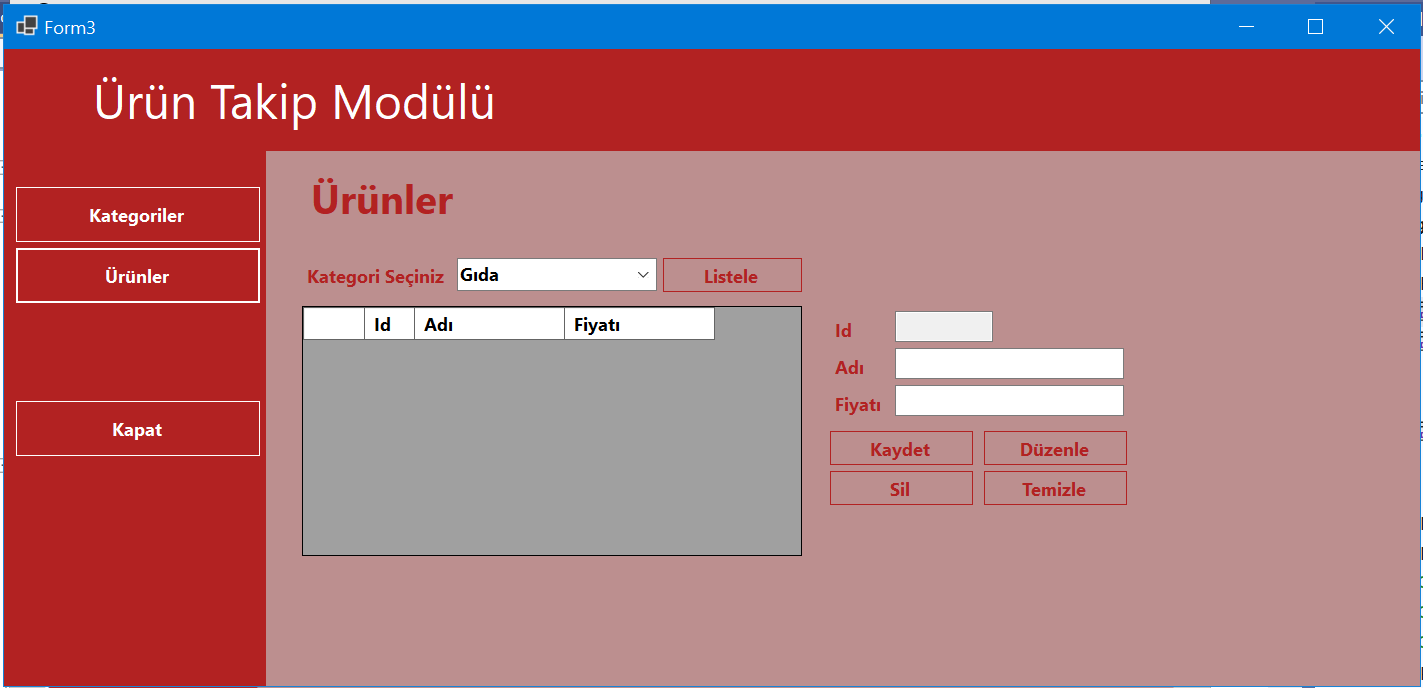 Form3
Ürün Takip Modülü
Kategoriler
Ürünler
Kapat
Ürünler
Kategori Seçiniz Gıda Listele
Id Adı Fiyatı
Id
Adı
Fiyatı
Kaydet Düzenle
Sil Temizle